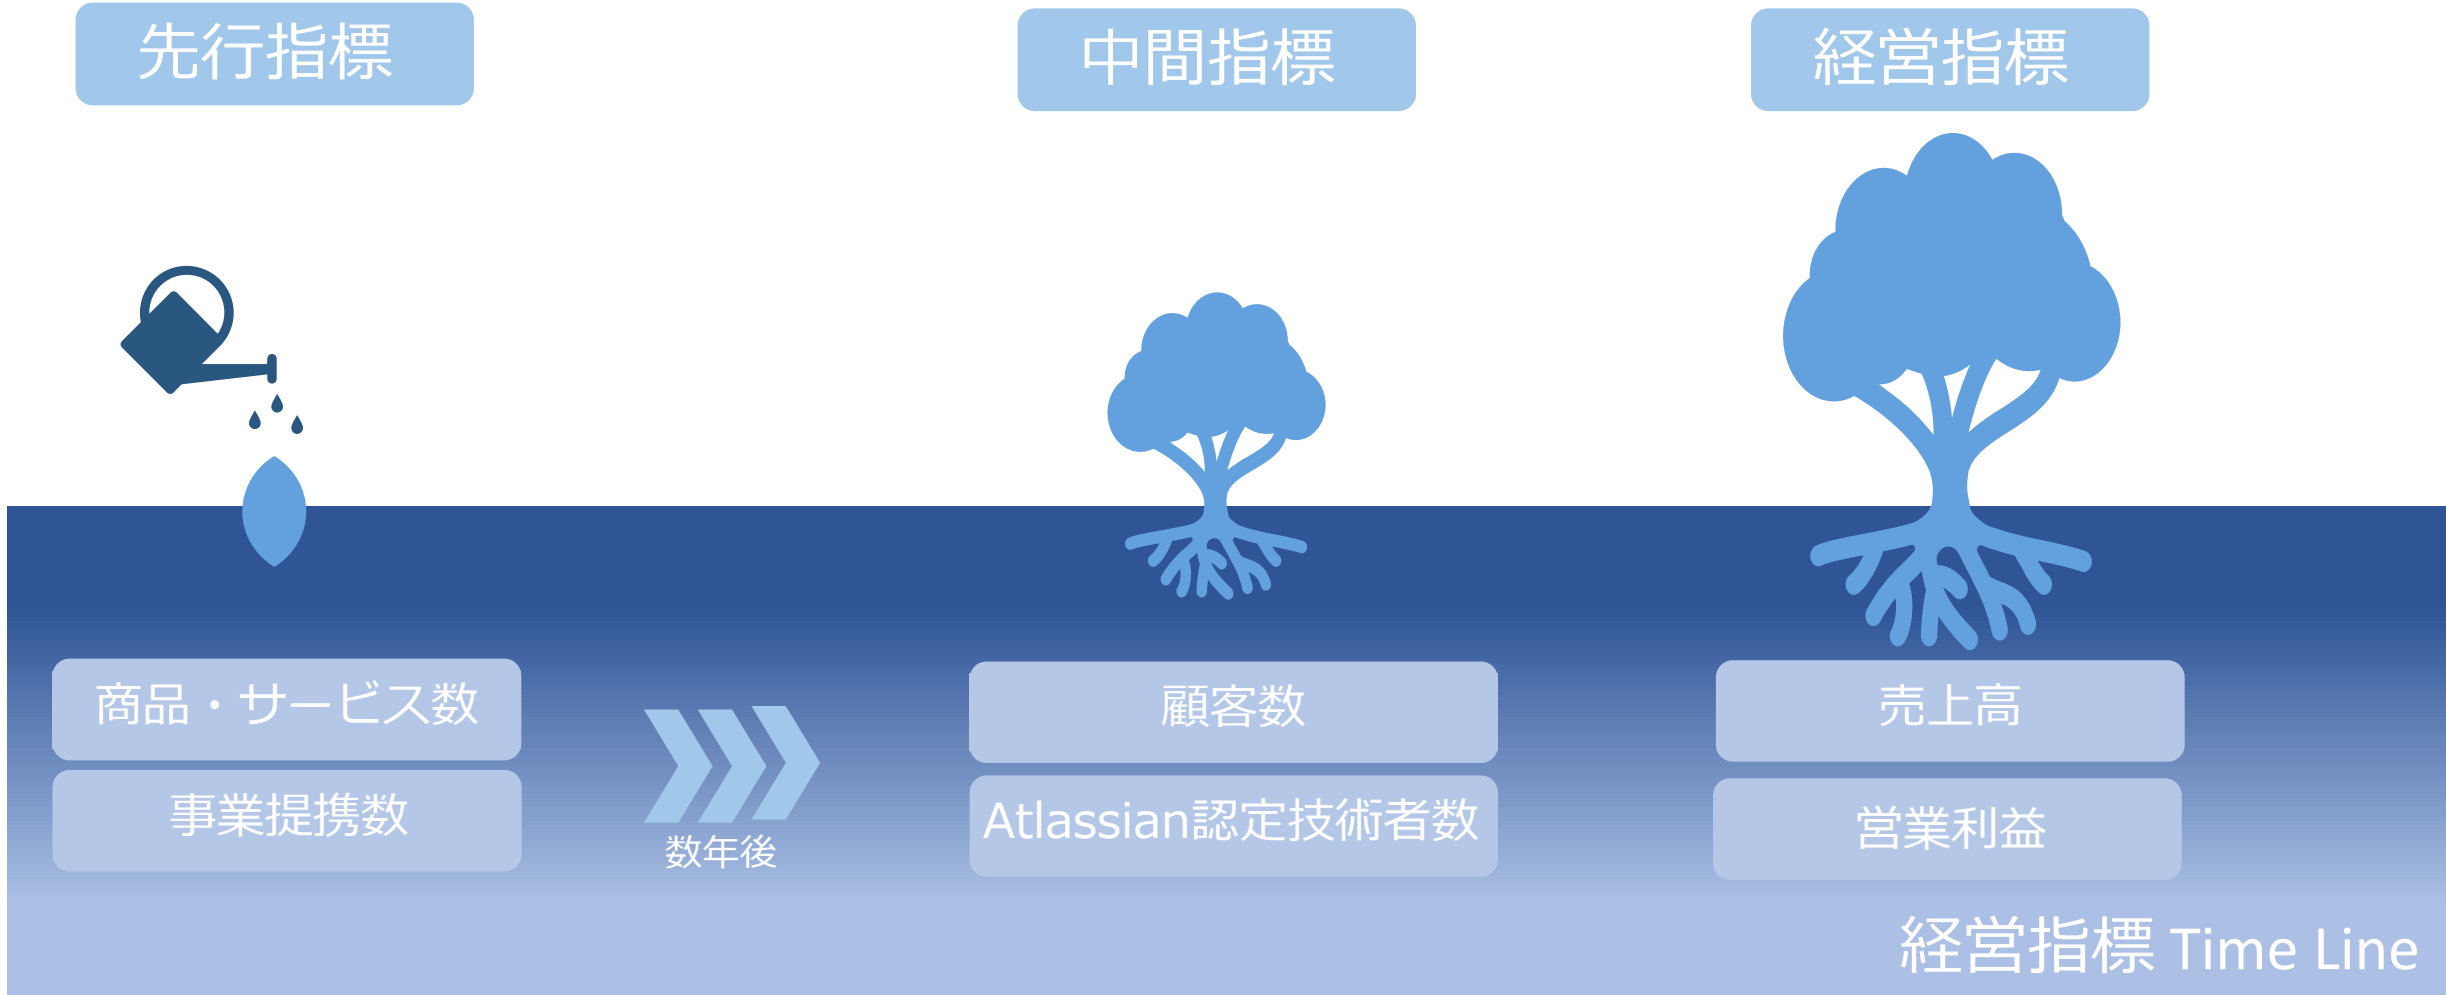 先行指標
中間指標
経営指標
商品・サービス数
事業提携数
数年後
顧客数
Atlassian認定技術者数
売上高
営業利益
経営指標 Time Line